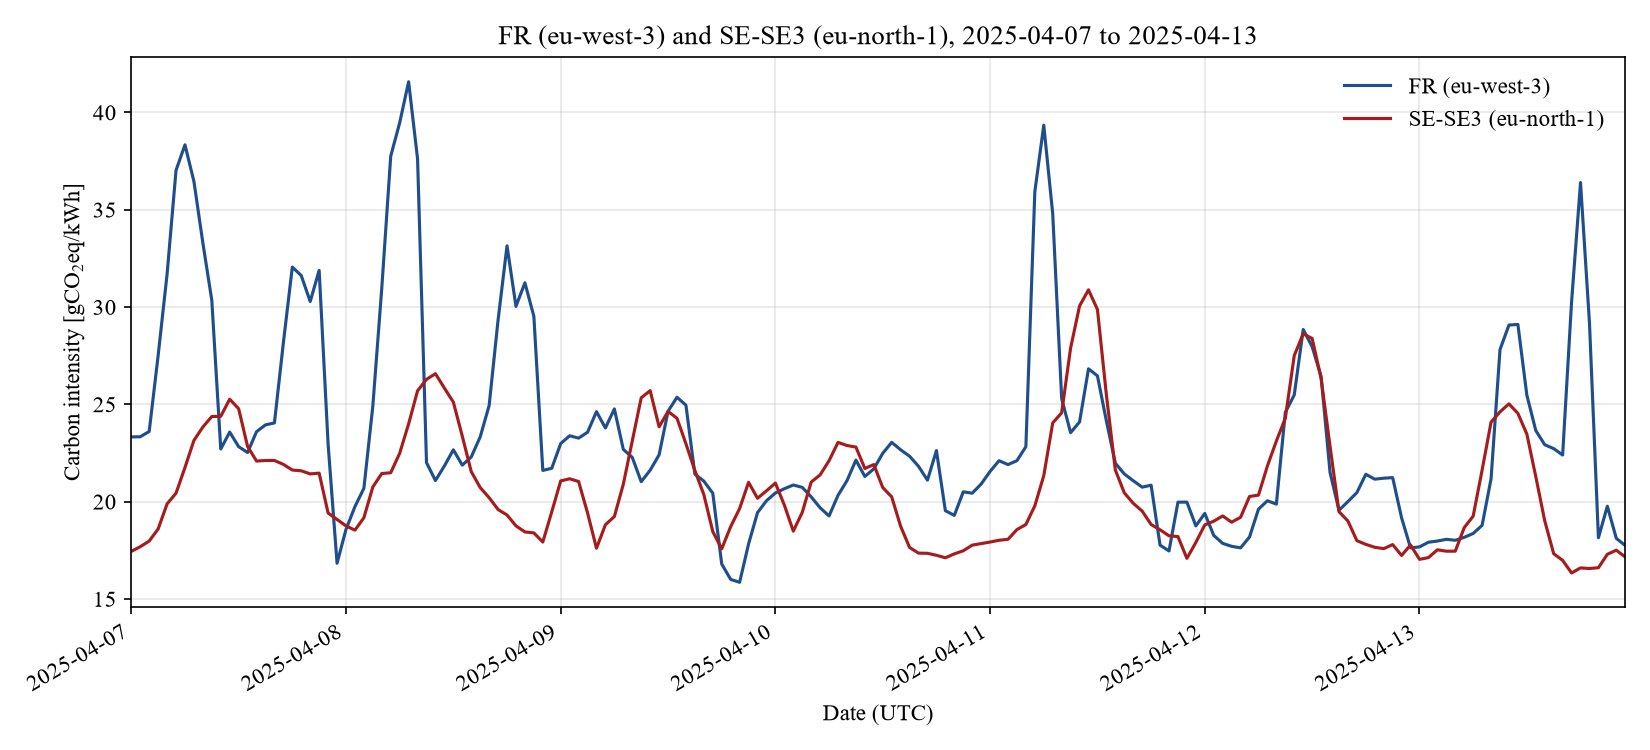 FR (eu-west-3) and SE-SE3 (eu-north-1), 2025-04-07 to 2025-04-13
FR (eu-west-3)
SE-SE3 (eu-north-1)
Carbon intensity [gCO₂eq/kWh]
40
35
30
25
20
15
2025-04-07
2025-04-08
2025-04-09
2025-04-10
2025-04-11
2025-04-12
2025-04-13
Date (UTC)